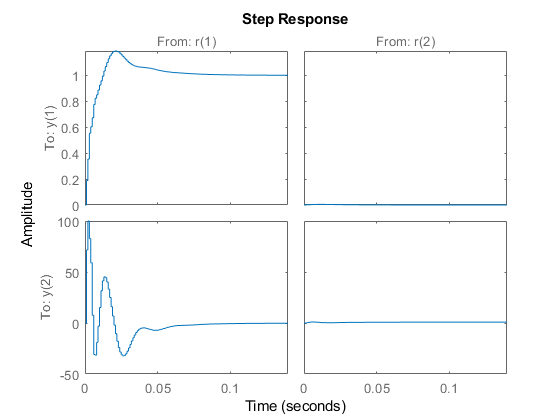 Step Response
From: r(1)
From: r(2)
To: y(1)
1
0.8
0.6
0.4
0.2
0
Amplitude
To: y(2)
100
50
0
-50
0
0.05
0.1
0
0.05
0.1
Time (seconds)